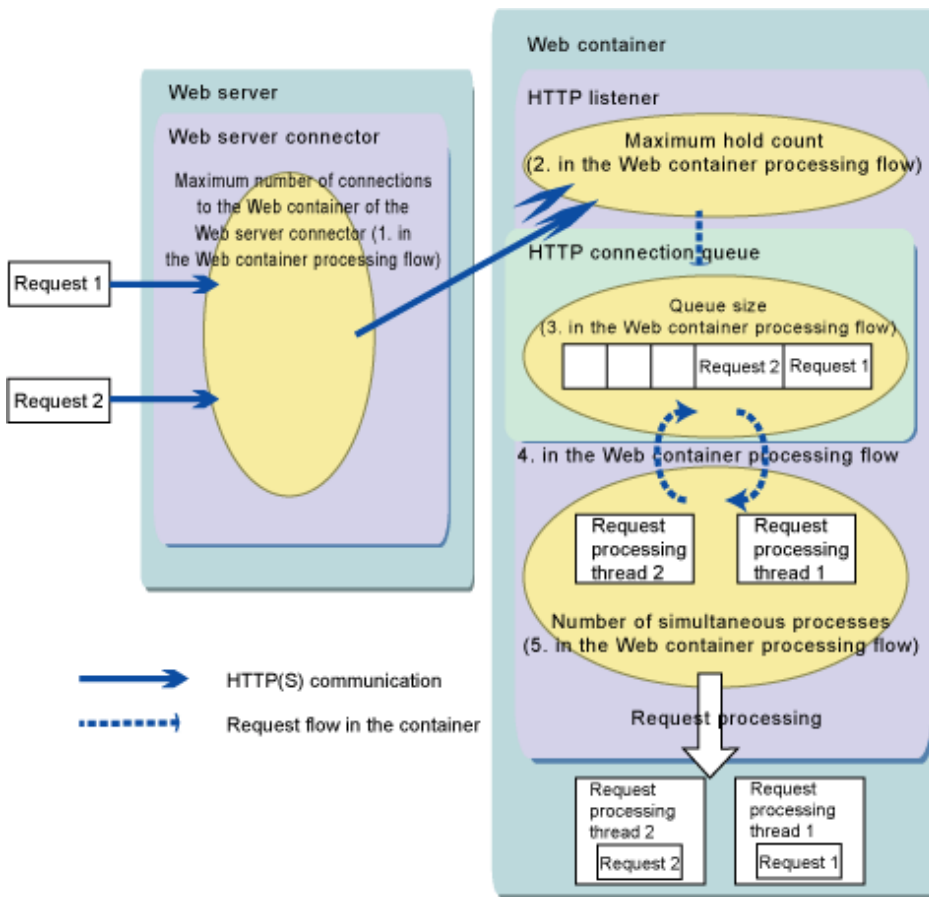 Web server
Web server connector
Maximum number of connections
to the Web container of the
Web server connector (1. in
the Web container processing flow)
Request 1
Request 2
Web container
HTTP listener
Maximum hold count
(2. in the Web container processing flow)
HTTP connection queue
Queue size
(3. in the Web container processing flow)
Request 2
Request 1
4. in the Web container processing flow
Request
processing
thread 2
Request
processing
thread 1
Number of simultaneous processes
(5. in the Web container processing flow)
Request processing
Request
processing
thread 2
Request 2
Request
processing
thread 1
Request 1
HTTP(S) communication
Request flow in the container